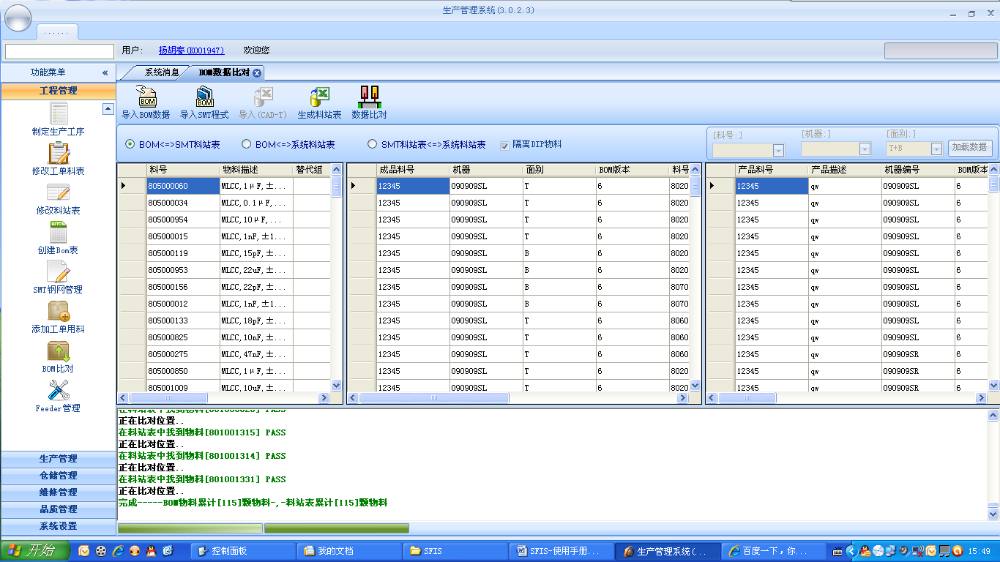 生产管理系统(3.0.2.3)
......
用户: 杨胡春(K001947) 欢迎您
功能菜单 «
工程管理
制定生产工序
修改工单料表
修改料站表
创建Bom表
SMT钢网管理
添加工单用料
BOM比对
Feeder管理
生产管理
仓储管理
维修管理
品质管理
系统设置
系统消息 BOM数据比对
导入BOM数据 导入SMT程式 导入(CAD-T) 生成料站表 数据比对
BOM<=>SMT料站表 BOM<=>系统料站表 SMT料站表<=>系统料站表 隔离DIP物料
[料号:] [机器:] [面别:]
T+B 加载数据
料号 物料描述 替代组
805000060 MLCC,1μF,±...
805000034 MLCC,0.1μF,...
805000954 MLCC,10μF,...
805000015 MLCC,1nF,±1...
805000119 MLCC,15pF,±...
805000953 MLCC,22uF,±...
805000156 MLCC,22pF,±...
805000012 MLCC,1nF,±1...
805000133 MLCC,18pF,±...
805000825 MLCC,10nF,±...
805000275 MLCC,47nF,±...
805000850 MLCC,1μF,±...
805001009 MLCC,10uF,±...
成品料号 机器 面别 BOM版本 料号
12345 090909SL T 6 8020
12345 090909SL T 6 8020
12345 090909SL T 6 8020
12345 090909SL T 6 8020
12345 090909SL B 6 8020
12345 090909SL B 6 8020
12345 090909SL B 6 8070
12345 090909SL B 6 8070
12345 090909SL T 6 8060
12345 090909SL T 6 8060
12345 090909SL T 6 8060
12345 090909SL T 6 8020
12345 090909SL T 6 8020
产品料号 产品描述 机器编号 BOM版本
12345 qw 090909SL 6
12345 qw 090909SL 6
12345 qw 090909SL 6
12345 qw 090909SL 6
12345 qw 090909SL 6
12345 qw 090909SL 6
12345 qw 090909SL 6
12345 qw 090909SL 6
12345 qw 090909SL 6
12345 qw 090909SL 6
12345 qw 090909SR 6
12345 qw 090909SR 6
12345 qw 090909SR 6
正在比对位置..
在料站表中找到物料[801001315] PASS
正在比对位置..
在料站表中找到物料[801001314] PASS
正在比对位置..
在料站表中找到物料[801001331] PASS
正在比对位置..
完成-----BOM物料累计[115]颗物料-,-料站表累计[115]颗物料
开始 控制面板 我的文档 SFIS SFIS-使用手册... 生产管理系统(... 百度一下,你... 15:49